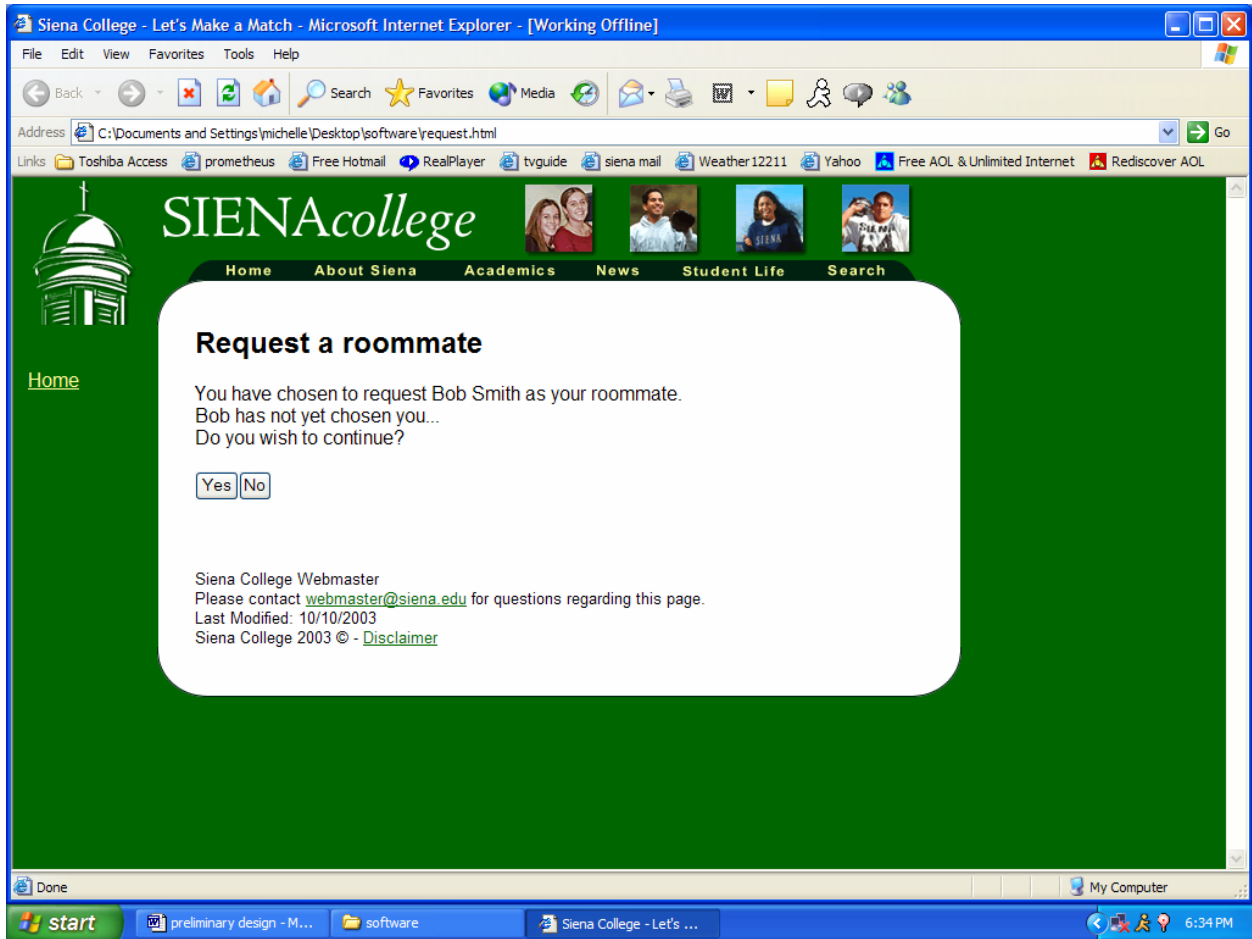 Siena College - Let's Make a Match - Microsoft Internet Explorer - [Working Offline]
File Edit View Favorites Tools Help
Back Search Favorites Media
Address C:\Documents and Settings\michelle\Desktop\software\request.html Go
Links Toshiba Access prometheus Free Hotmail RealPlayer tvguide siena mail Weather12211 Yahoo Free AOL & Unlimited Internet Rediscover AOL
SIENAcollege
Home About Siena Academics News Student Life Search
Request a roommate
Home
You have chosen to request Bob Smith as your roommate.
Bob has not yet chosen you...
Do you wish to continue?
Yes No
Siena College Webmaster
Please contact webmaster@siena.edu for questions regarding this page.
Last Modified: 10/10/2003
Siena College 2003 © - Disclaimer
Done My Computer
start preliminary design - M... software Siena College - Let's ... 6:34 PM